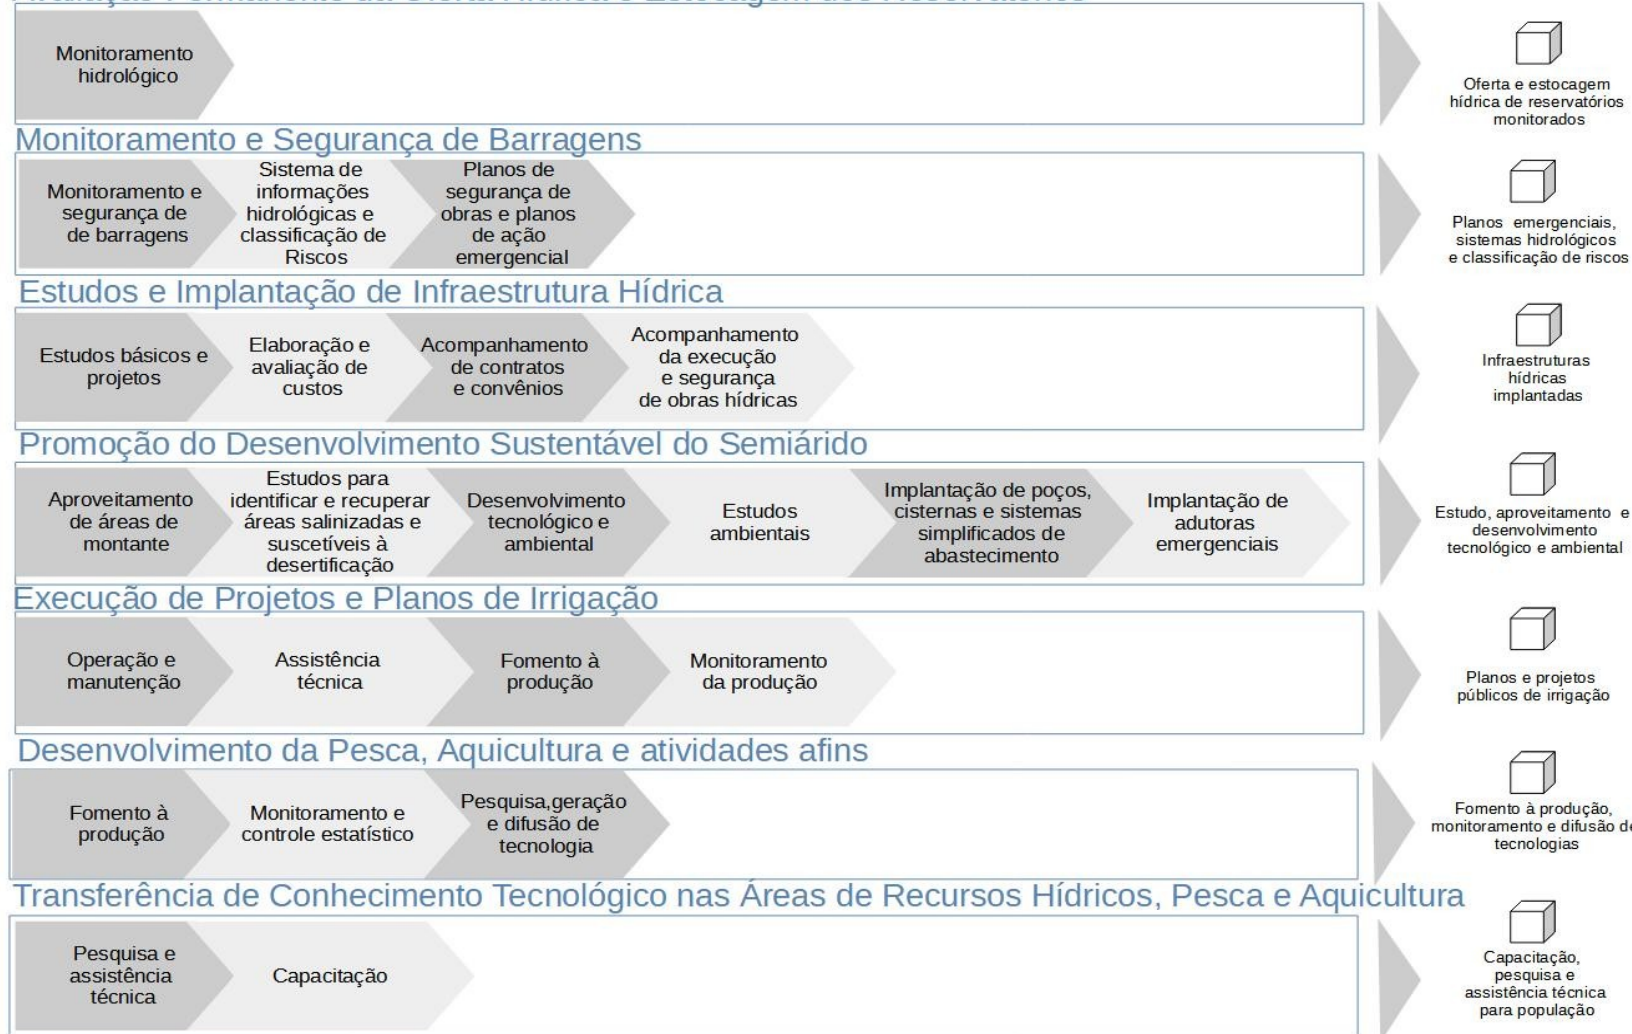 Monitoramento
hidrológico
Oferta e estocagem
hídrica de reservatórios
monitorados
Monitoramento e Segurança de Barragens
Monitoramento e
segurança de
de barragens
Sistema de
informações
hidrológicas e
classificação de
Riscos
Planos de
segurança de
obras e planos
de ação
emergencial
Planos emergenciais,
sistemas hidrológicos
e classificação de riscos
Estudos e Implantação de Infraestrutura Hídrica
Estudos básicos e
projetos
Elaboração e
avaliação de
custos
Acompanhamento
de contratos
e convênios
Acompanhamento
da execução
e segurança
de obras hídricas
Infraestruturas
hídricas
implantadas
Promoção do Desenvolvimento Sustentável do Semiárido
Aproveitamento
de áreas de
montante
Estudos para
identificar e recuperar
áreas salinizadas e
suscetíveis à
desertificação
Desenvolvimento
tecnológico e
ambiental
Estudos
ambientais
Implantação de poços,
cisternas e sistemas
simplificados de
abastecimento
Implantação de
adutoras
emergenciais
Estudo, aproveitamento e
desenvolvimento
tecnológico e ambiental
Execução de Projetos e Planos de Irrigação
Operação e
manutenção
Assistência
técnica
Fomento à
produção
Monitoramento
da produção
Planos e projetos
públicos de irrigação
Desenvolvimento da Pesca, Aquicultura e atividades afins
Fomento à
produção
Monitoramento e
controle estatístico
Pesquisa,geração
e difusão de
tecnologia
Fomento à produção,
monitoramento e difusão de
tecnologias
Transferência de Conhecimento Tecnológico nas Áreas de Recursos Hídricos, Pesca e Aquicultura
Pesquisa e
assistência
técnica
Capacitação
Capacitação,
pesquisa e
assistência técnica
para população